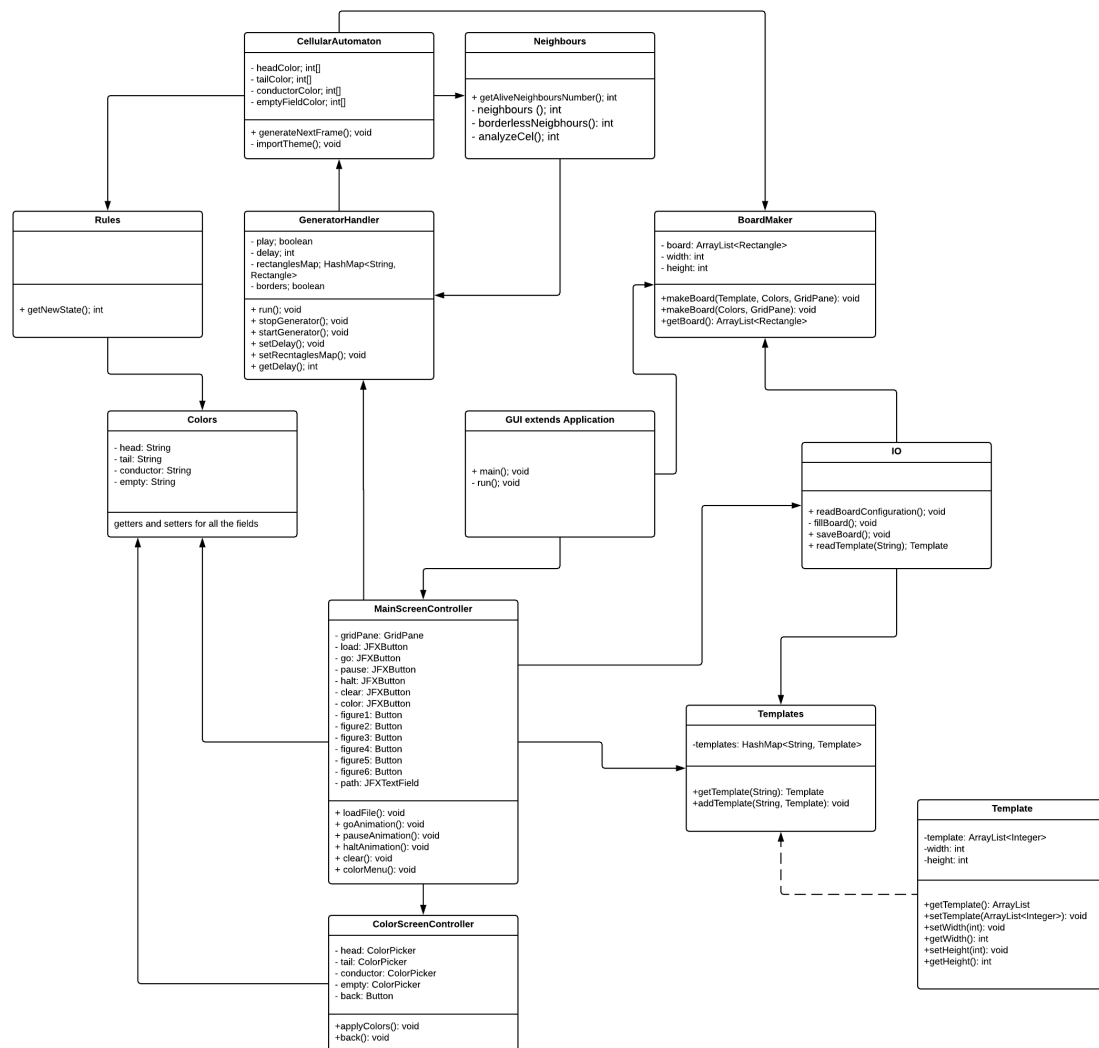 CellularAutomaton
- headColor; int[]
- tailColor; int[]
- conductorColor; int[]
- emptyFieldColor; int[]
+ generateNextFrame(); void
- importTheme(); void
Neighbours
+ getAliveNeighboursNumber(); int
- neighbours (); int
- borderlessNeigbhours(): int
- analyzeCel(); int
Rules
+ getNewState(); int
GeneratorHandler
- play; boolean
- delay; int
- rectanglesMap; HashMap<String,
Rectangle>
- borders; boolean
+ run(); void
+ stopGenerator(); void
+ startGenerator(); void
+ setDelay(); void
+ setRecntaglesMap(); void
+ getDelay(); int
BoardMaker
- board: ArrayList<Rectangle>
- width: int
- height: int
+makeBoard(Template, Colors, GridPane): void
+makeBoard(Colors, GridPane): void
+getBoard(): ArrayList<Rectangle>
Colors
- head: String
- tail: String
- conductor: String
- empty: String
getters and setters for all the fields
GUI extends Application
+ main(); void
- run(); void
IO
+ readBoardConfiguration(); void
- fillBoard(); void
+ saveBoard(); void
+ readTemplate(String); Template
MainScreenController
- gridPane: GridPane
- load: JFXButton
- go: JFXButton
- pause: JFXButton
- halt: JFXButton
- clear: JFXButton
- color: JFXButton
- figure1: Button
- figure2: Button
- figure3: Button
- figure4: Button
- figure5: Button
- figure6: Button
- path: JFXTextField
+ loadFile(): void
+ goAnimation(): void
+ pauseAnimation(): void
+ haltAnimation(): void
+ clear(): void
+ colorMenu(): void
Templates
-templates: HashMap<String, Template>
+getTemplate(String): Template
+addTemplate(String, Template): void
Template
-template: ArrayList<Integer>
-width: int
-height: int
+getTemplate(): ArrayList
+setTemplate(ArrayList<Integer>): void
+setWidth(int): void
+getWidth(): int
+setHeight(int): void
+getHeight(): int
ColorScreenController
- head: ColorPicker
- tail: ColorPicker
- conductor: ColorPicker
- empty: ColorPicker
- back: Button
+applyColors(): void
+back(): void